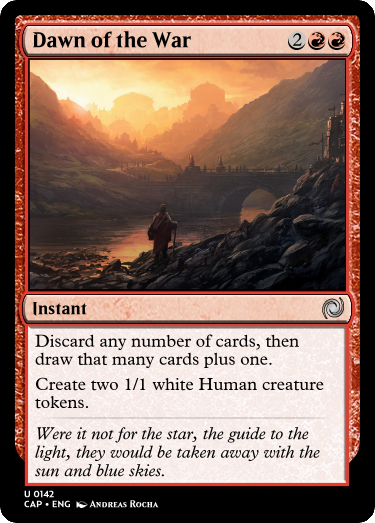 Dawn of the War 2
Instant
Discard any number of cards, then
draw that many cards plus one.
Create two 1/1 white Human creature
tokens.
Were it not for the star, the guide to the
light, they would be taken away with the
sun and blue skies.
U 0142
CAP • ENG ANDREAS ROCHA